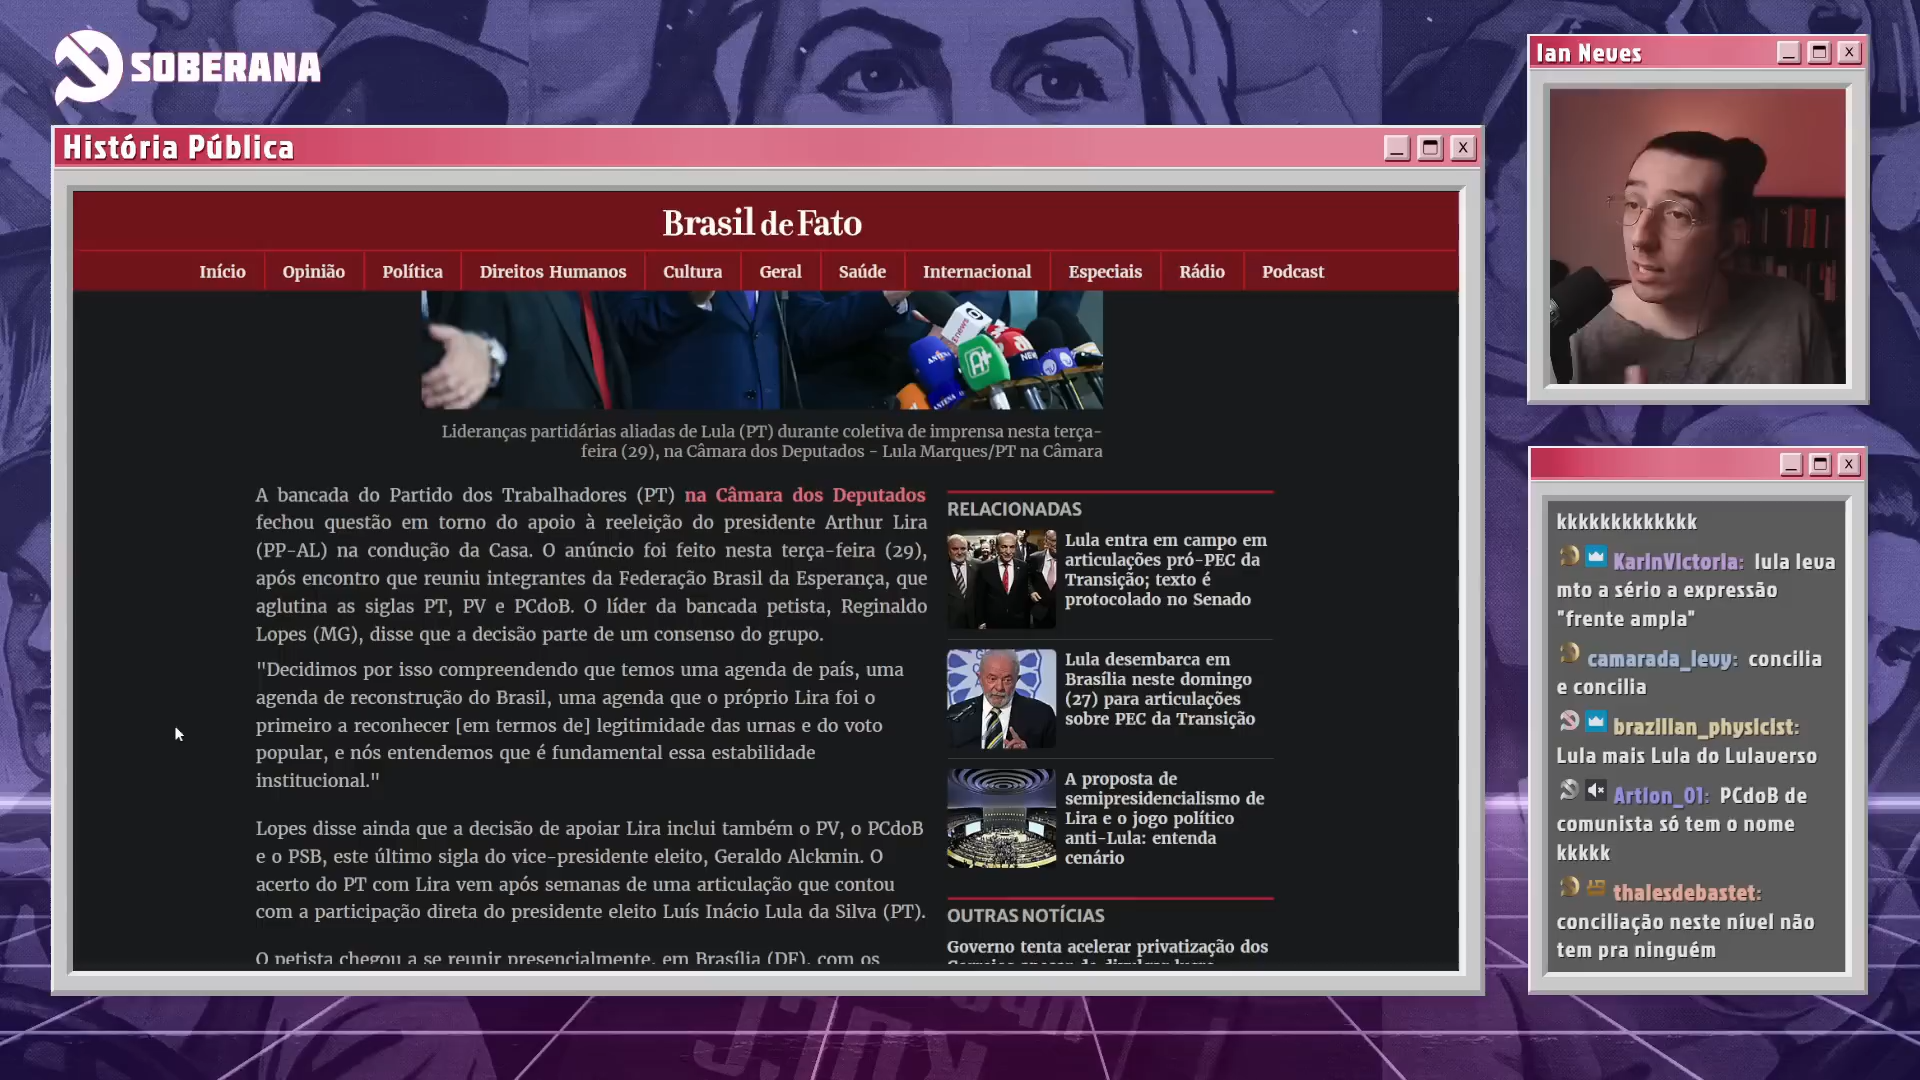 SOBERANA
História Pública
Brasil de Fato
Início
Opinião
Política
Direitos Humanos
Cultura
Geral
Saúde
Internacional
Especiais
Rádio
Podcast
Lideranças partidárias aliadas de Lula (PT) durante coletiva de imprensa nesta terça-
feira (29), na Câmara dos Deputados - Lula Marques/PT na Câmara
A bancada do Partido dos Trabalhadores (PT) na Câmara dos Deputados
fechou questão em torno do apoio à reeleição do presidente Arthur Lira
(PP-AL) na condução da Casa. O anúncio foi feito nesta terça-feira (29),
após encontro que reuniu integrantes da Federação Brasil da Esperança, que
aglutina as siglas PT, PV e PCdoB. O líder da bancada petista, Reginaldo
Lopes (MG), disse que a decisão parte de um consenso do grupo.
"Decidimos por isso compreendendo que temos uma agenda de país, uma
agenda de reconstrução do Brasil, uma agenda que o próprio Lira foi o
primeiro a reconhecer [em termos de] legitimidade das urnas e do voto
popular, e nós entendemos que é fundamental essa estabilidade
institucional."
Lopes disse ainda que a decisão de apoiar Lira inclui também o PV, o PCdoB
e o PSB, este último sigla do vice-presidente eleito, Geraldo Alckmin. O
acerto do PT com Lira vem após semanas de uma articulação que contou
com a participação direta do presidente eleito Luís Inácio Lula da Silva (PT).
O petista chegou a se reunir presencialmente, em Brasília (DF), com os
RELACIONADAS
Lula entra em campo em
articulações pró-PEC da
Transição; texto é
protocolado no Senado
Lula desembarca em
Brasília neste domingo
(27) para articulações
sobre PEC da Transição
A proposta de
semipresidencialismo de
Lira e o jogo político
anti-Lula: entenda
cenário
OUTRAS NOTÍCIAS
Governo tenta acelerar privatização dos
Ian Neves
kkkkkkkkkkkkk
KarinVictoria: lula leva
mto a sério a expressão
"frente ampla"
camarada_levy: concilia
e concilia
brazilian_physicist:
Lula mais Lula do Lulaverso
Artion_01: PCdoB de
comunista só tem o nome
kkkkk
thalesdebastet:
conciliação neste nível não
tem pra ninguém